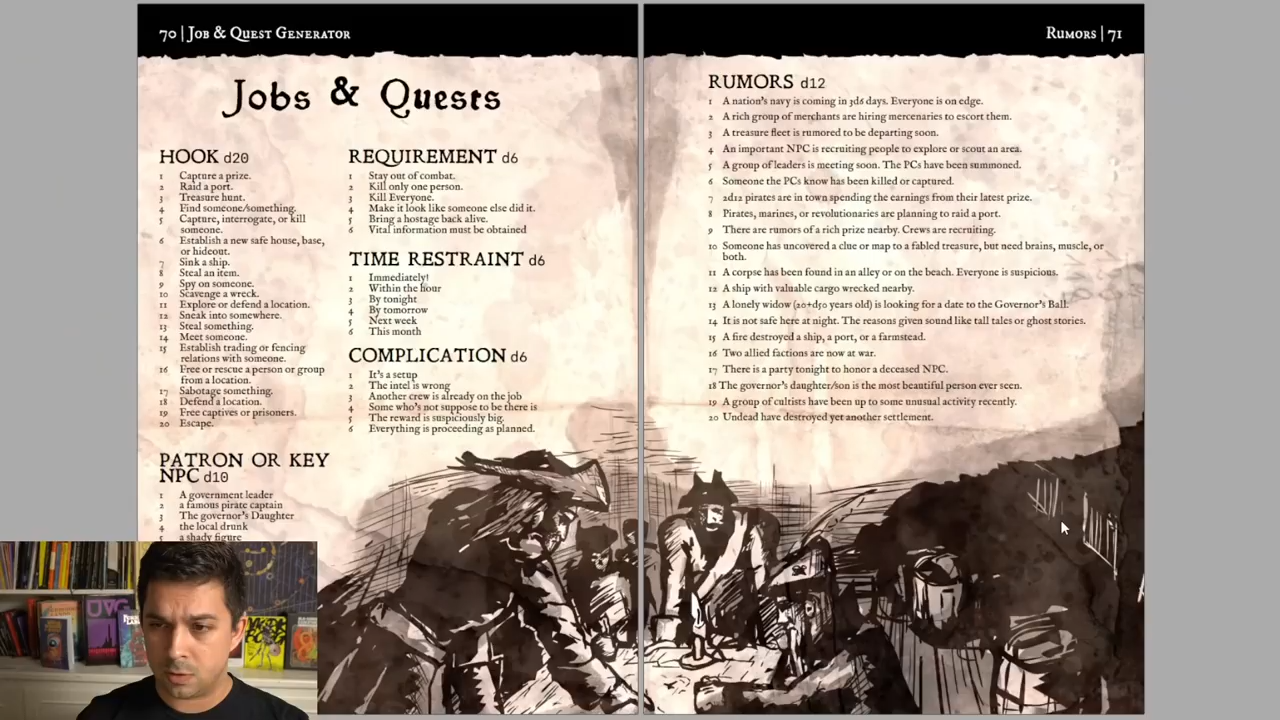 70 | Job & Quest Generator
Jobs & Quests
HOOK d20
1 Capture a prize.
2 Raid a port.
3 Treasure hunt.
4 Find someone/something.
5 Capture, interrogate, or kill
someone.
6 Establish a new safe house, base,
or hideout.
7 Sink a ship.
8 Steal an item.
9 Spy on someone.
10 Scavenge a wreck.
11 Explore or defend a location.
12 Sneak into somewhere.
13 Steal something.
14 Meet someone.
15 Establish trading or fencing
relations with someone.
16 Free or rescue a person or group
from a location.
17 Sabotage something.
18 Defend a location.
19 Free captives or prisoners.
20 Escape.
PATRON OR KEY
NPC d10
1 A government leader
2 a famous pirate captain
3 The governor's Daughter
4 the local drunk
5 a shady figure
REQUIREMENT d6
1 Stay out of combat.
2 Kill only one person.
3 Kill Everyone.
4 Make it look like someone else did it.
5 Bring a hostage back alive.
6 Vital information must be obtained
TIME RESTRAINT d6
1 Immediately!
2 Within the hour
3 By tonight
4 By tomorrow
5 Next week
6 This month
COMPLICATION d6
1 It's a setup
2 The intel is wrong
3 Another crew is already on the job
4 Some who's not suppose to be there is
5 The reward is suspiciously big.
6 Everything is proceeding as planned.
Rumors | 71
RUMORS d12
1 A nation's navy is coming in 3d6 days. Everyone is on edge.
2 A rich group of merchants are hiring mercenaries to escort them.
3 A treasure fleet is rumored to be departing soon.
4 An important NPC is recruiting people to explore or scout an area.
5 A group of leaders is meeting soon. The PCs have been summoned.
6 Someone the PCs know has been killed or captured.
7 2d12 pirates are in town spending the earnings from their latest prize.
8 Pirates, marines, or revolutionaries are planning to raid a port.
9 There are rumors of a rich prize nearby. Crews are recruiting.
10 Someone has uncovered a clue or map to a fabled treasure, but need brains, muscle, or
both.
11 A corpse has been found in an alley or on the beach. Everyone is suspicious.
12 A ship with valuable cargo wrecked nearby.
13 A lonely widow (20+d50 years old) is looking for a date to the Governor's Ball.
14 It is not safe here at night. The reasons given sound like tall tales or ghost stories.
15 A fire destroyed a ship, a port, or a farmstead.
16 Two allied factions are now at war.
17 There is a party tonight to honor a deceased NPC.
18 The governor's daughter/son is the most beautiful person ever seen.
19 A group of cultists have been up to some unusual activity recently.
20 Undead have destroyed yet another settlement.
UVG